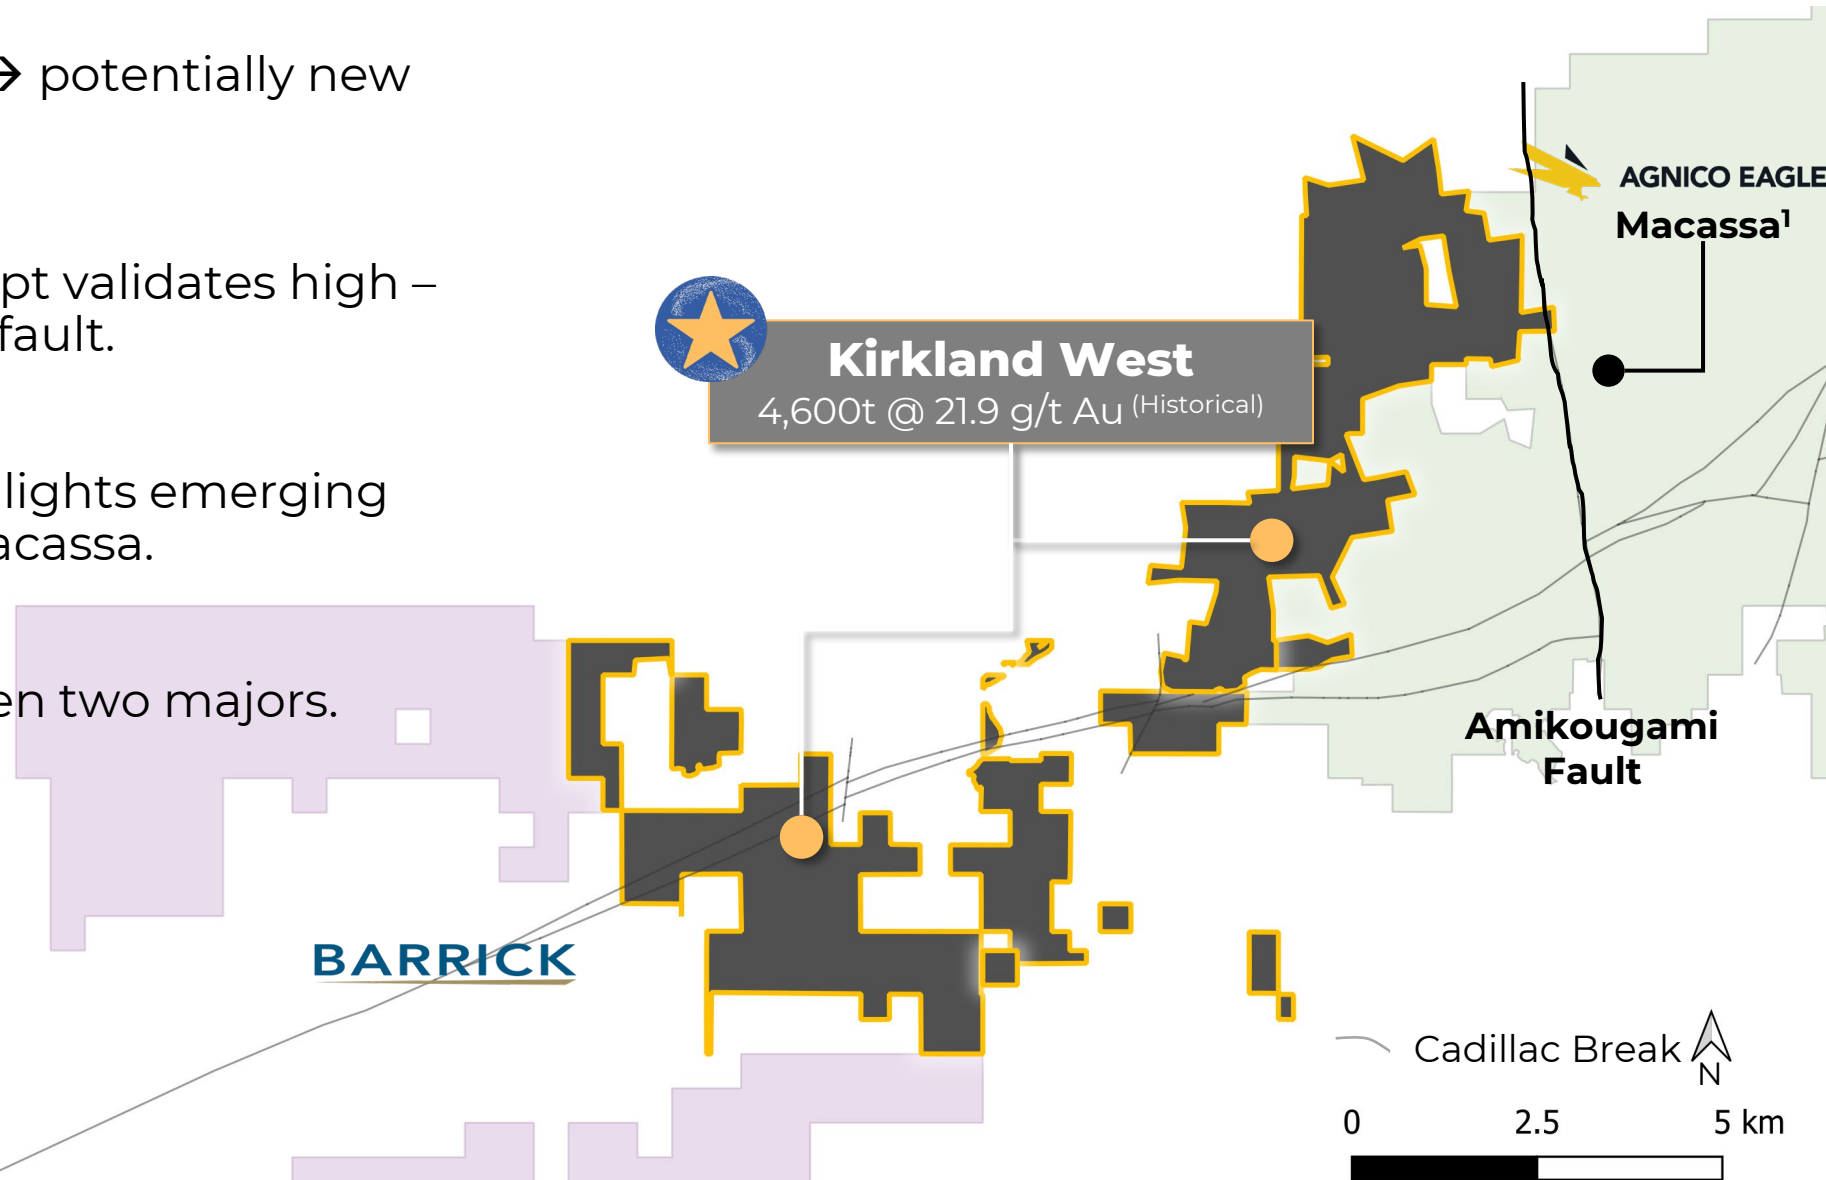 → potentially new
pt validates high –
fault.
lights emerging
acassa.
en two majors.
Kirkland West
4,600t @ 21.9 g/t Au (Historical)
AGNICO EAGLE
Macassa¹
Amikougami
Fault
BARRICK
Cadillac Break
N
0 2.5 5 km